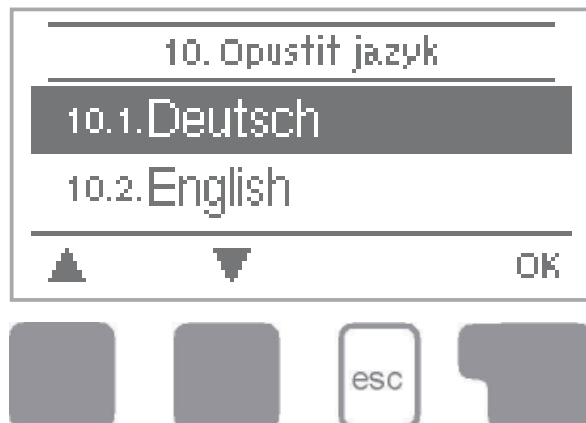 10. Opustit jazyk
10.1.Deutsch
10.2.English
OK
esc